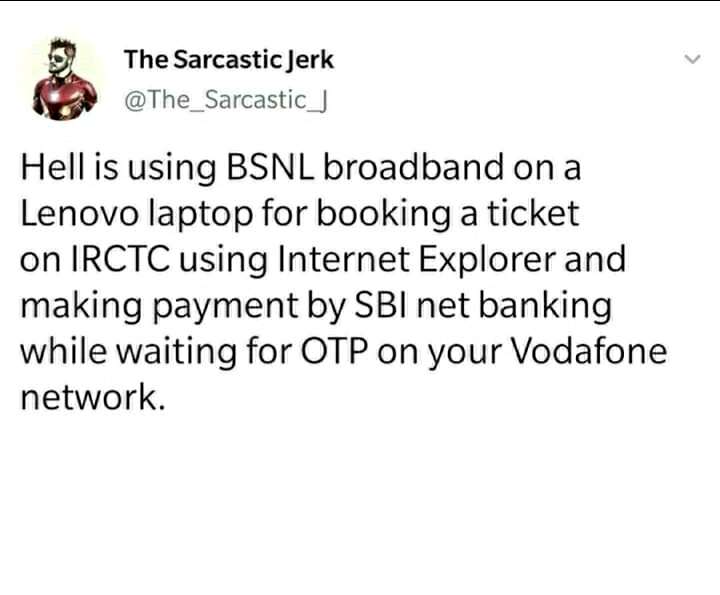 The Sarcastic Jerk
@The_Sarcastic_J
Hell is using BSNL broadband on a
Lenovo laptop for booking a ticket
on IRCTC using Internet Explorer and
making payment by SBI net banking
while waiting for OTP on your Vodafone
network.